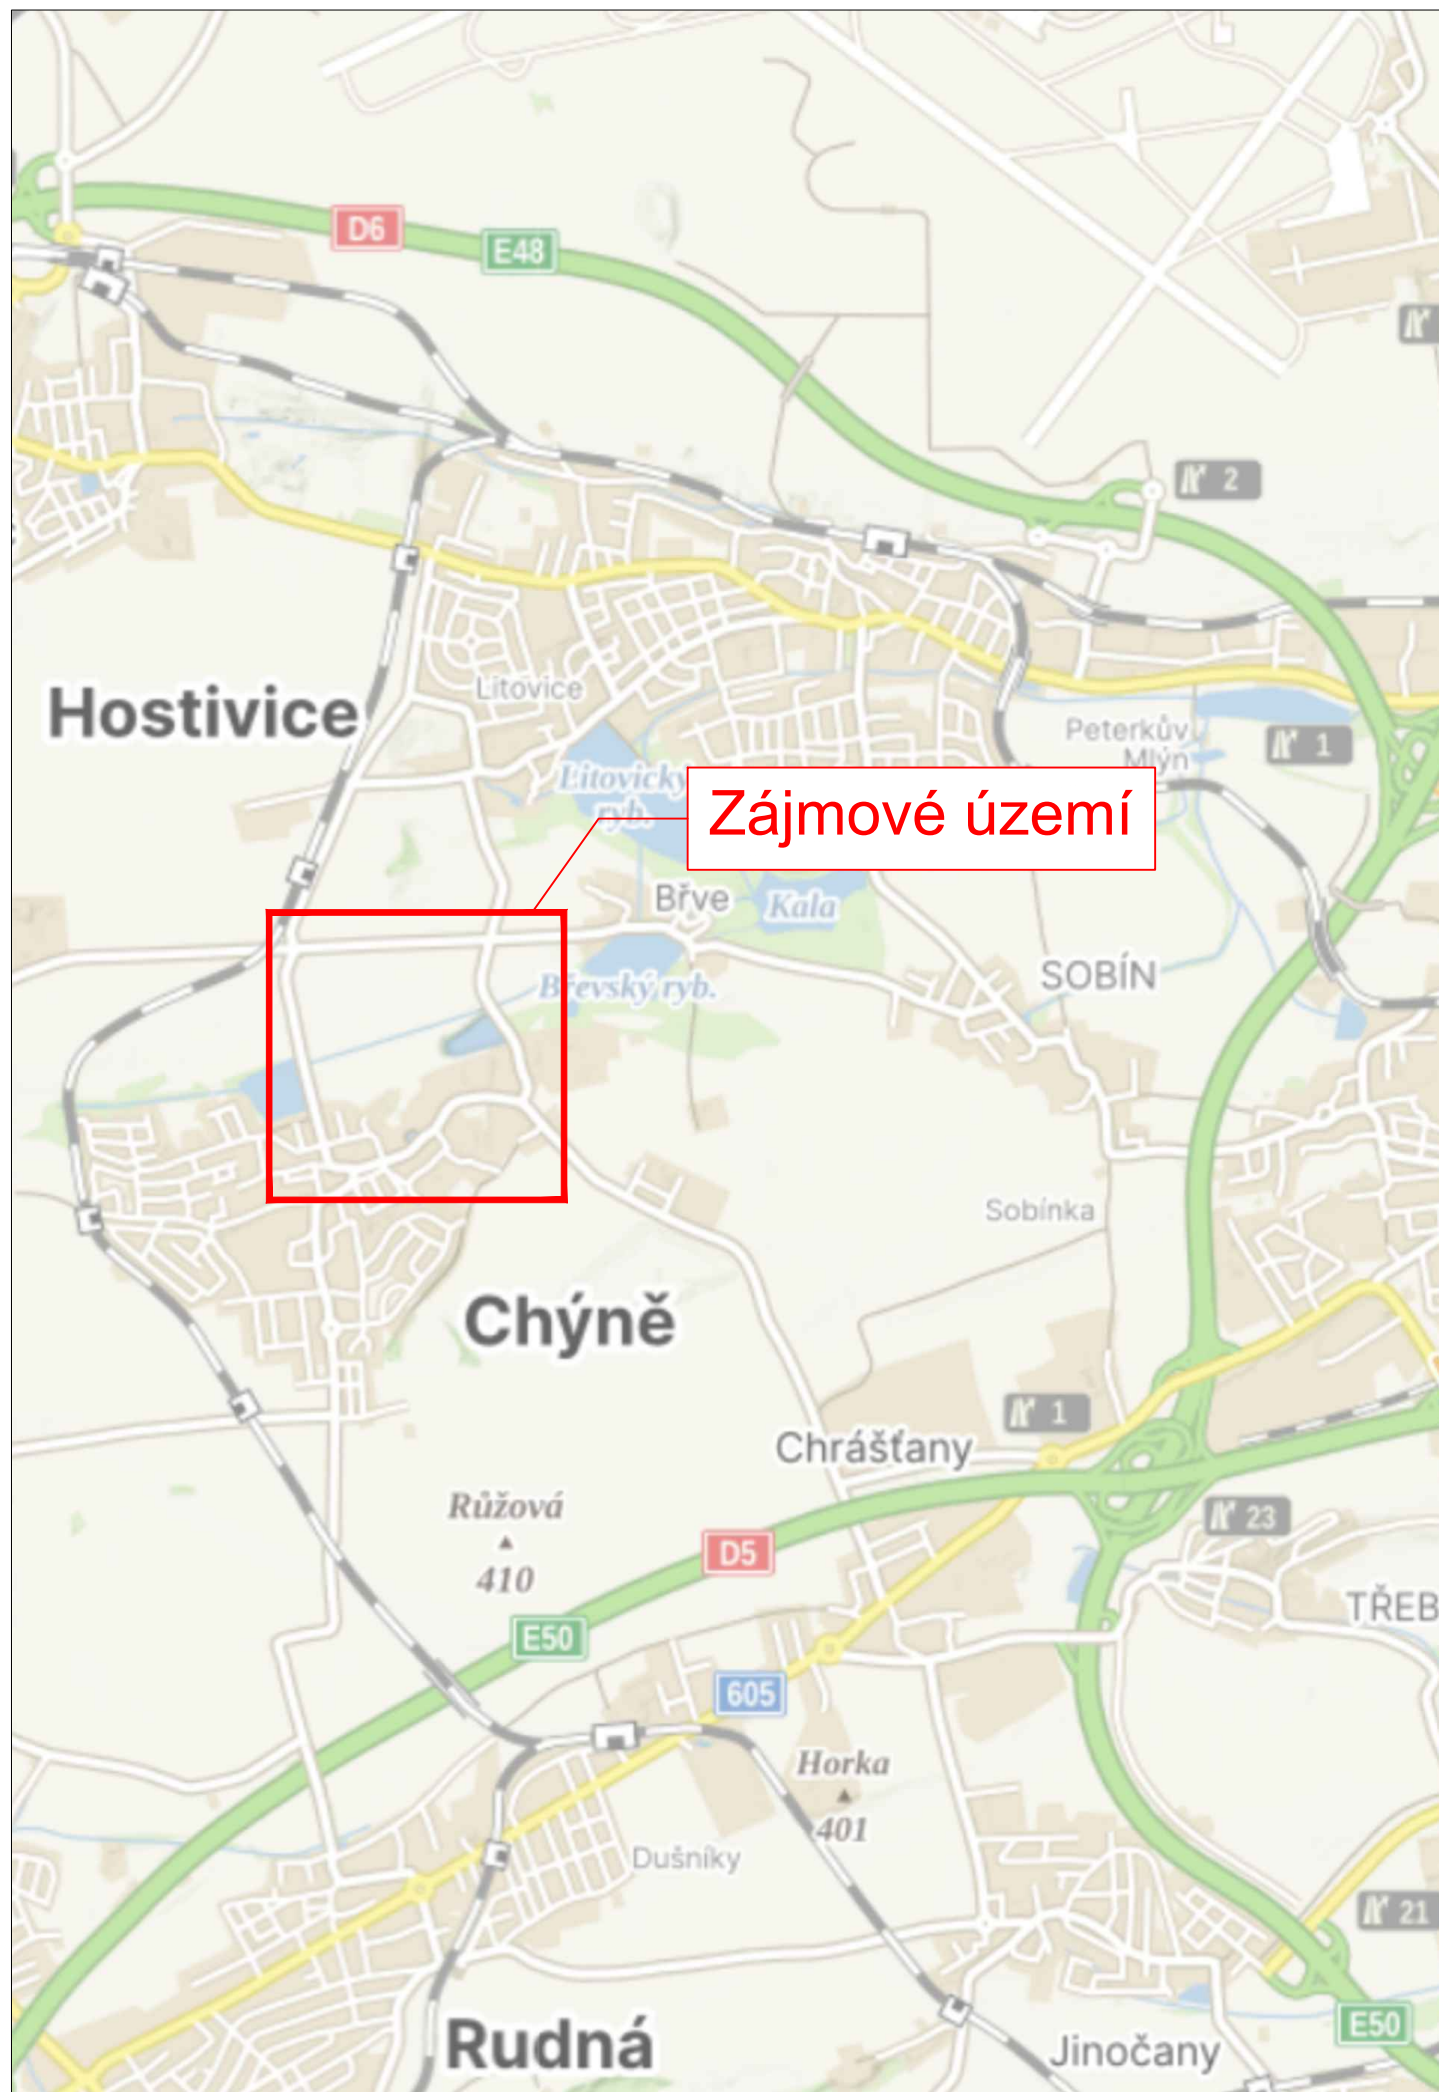 D6
E48
2
Hostivice
Litovice
Peterkův
Mlýn
1
Litovický
ryb.
Zájmové území
Břve
Kala
Břevský ryb.
SOBÍN
Sobínka
Chýně
1
Chrášťany
Růžová
410
23
D5
TŘEB
E50
605
Horka
401
Dušníky
21
Rudná
E50
Jinočany